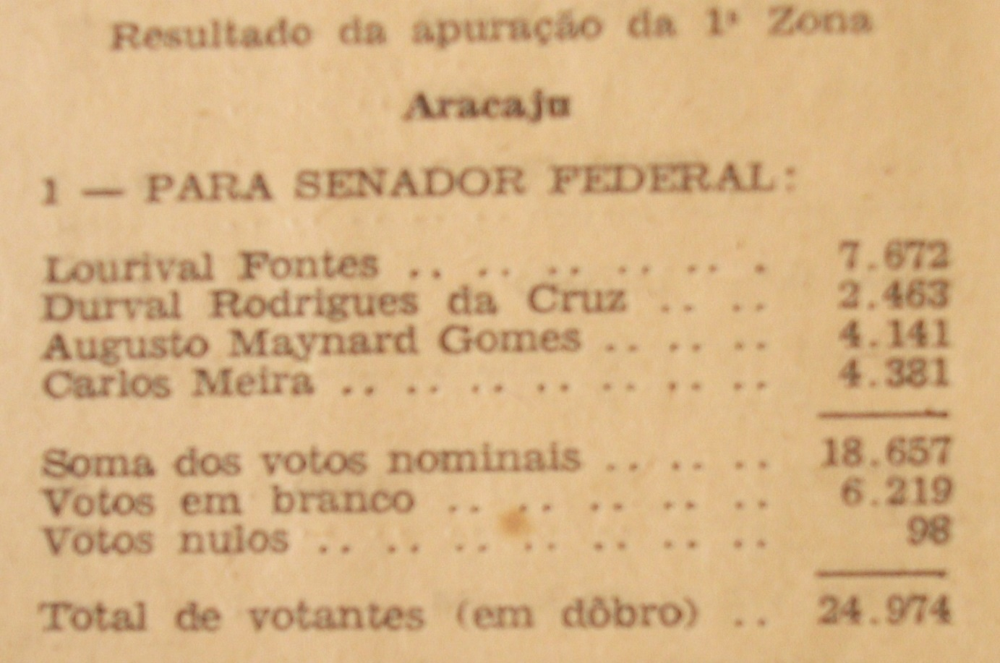 Resultado da apuração da 1ª Zona
Aracaju
1 — PARA SENADOR FEDERAL:
Lourival Fontes .. .. .. .. .. . 7.672
Durval Rodrigues da Cruz .. .. 2.463
Augusto Maynard Gomes .. .. .. 4.141
Carlos Meira .. .. .. .. .. .. .. 4.381
Soma dos votos nominais .. .. .. 18.657
Votos em branco .. .. .. .. .. 6.219
Votos nulos .. .. .. .. .. .. .. 98
Total de votantes (em dôbro) .. 24.974